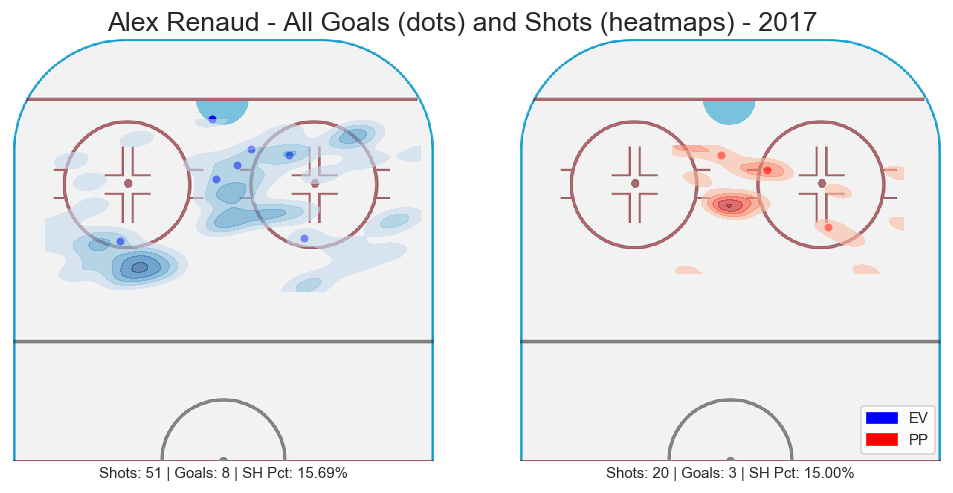 Alex Renaud - All Goals (dots) and Shots (heatmaps) - 2017
EV
PP
Shots: 51 | Goals: 8 | SH Pct: 15.69%
Shots: 20 | Goals: 3 | SH Pct: 15.00%